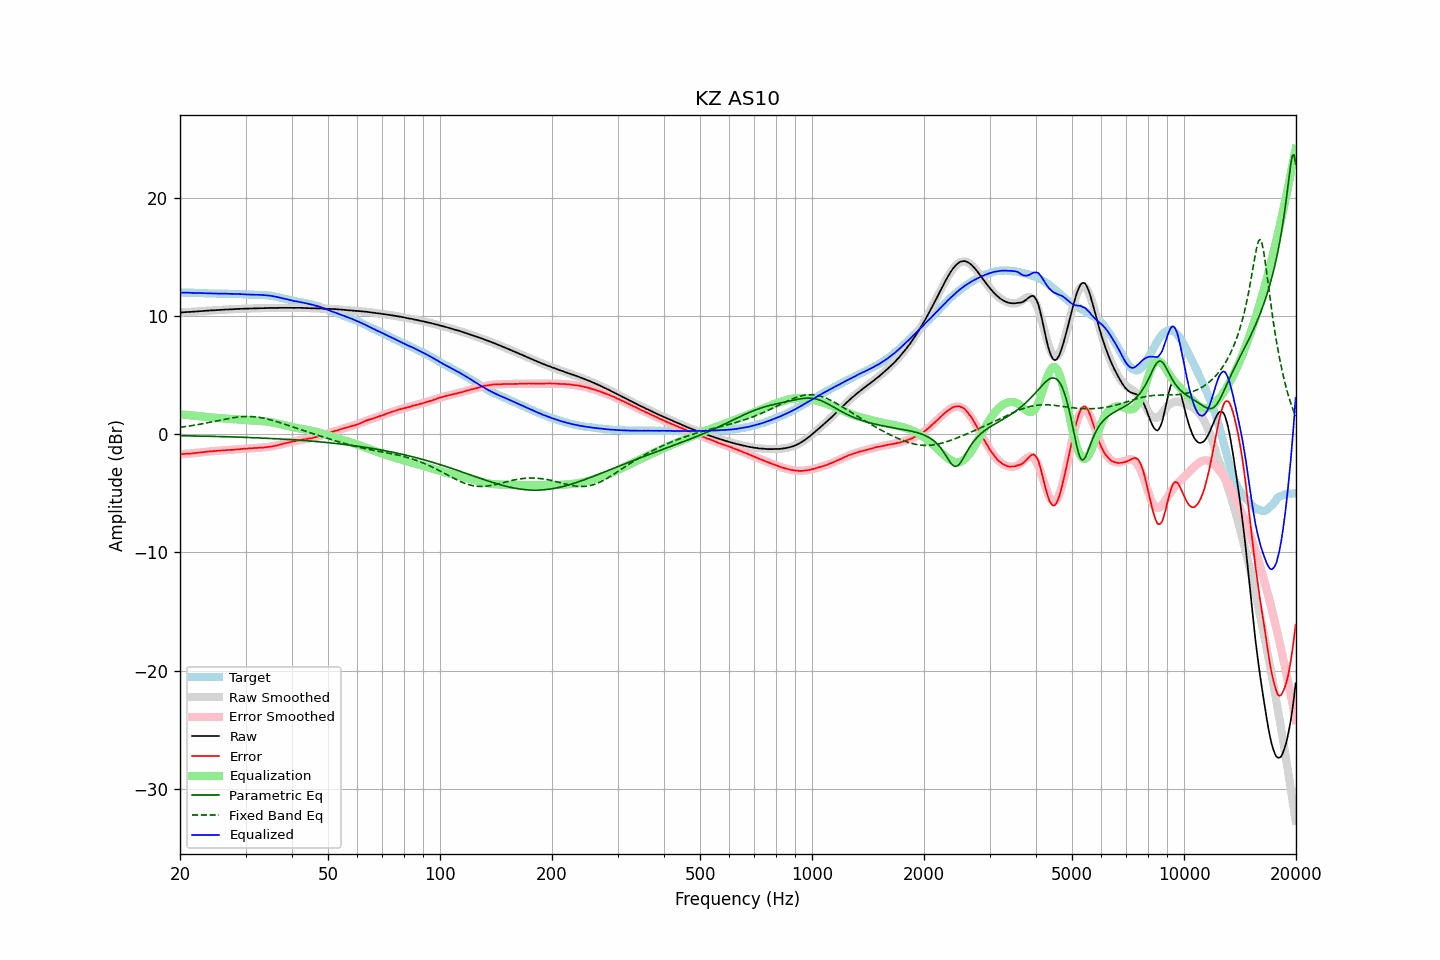 KZ AS10
Amplitude (dBr)
20
10
0
−10
−20
−30
Target
Raw Smoothed
Error Smoothed
Raw
Error
Equalization
Parametric Eq
Fixed Band Eq
Equalized
20 50 100 200 500 1000 2000 5000 10000 20000
Frequency (Hz)